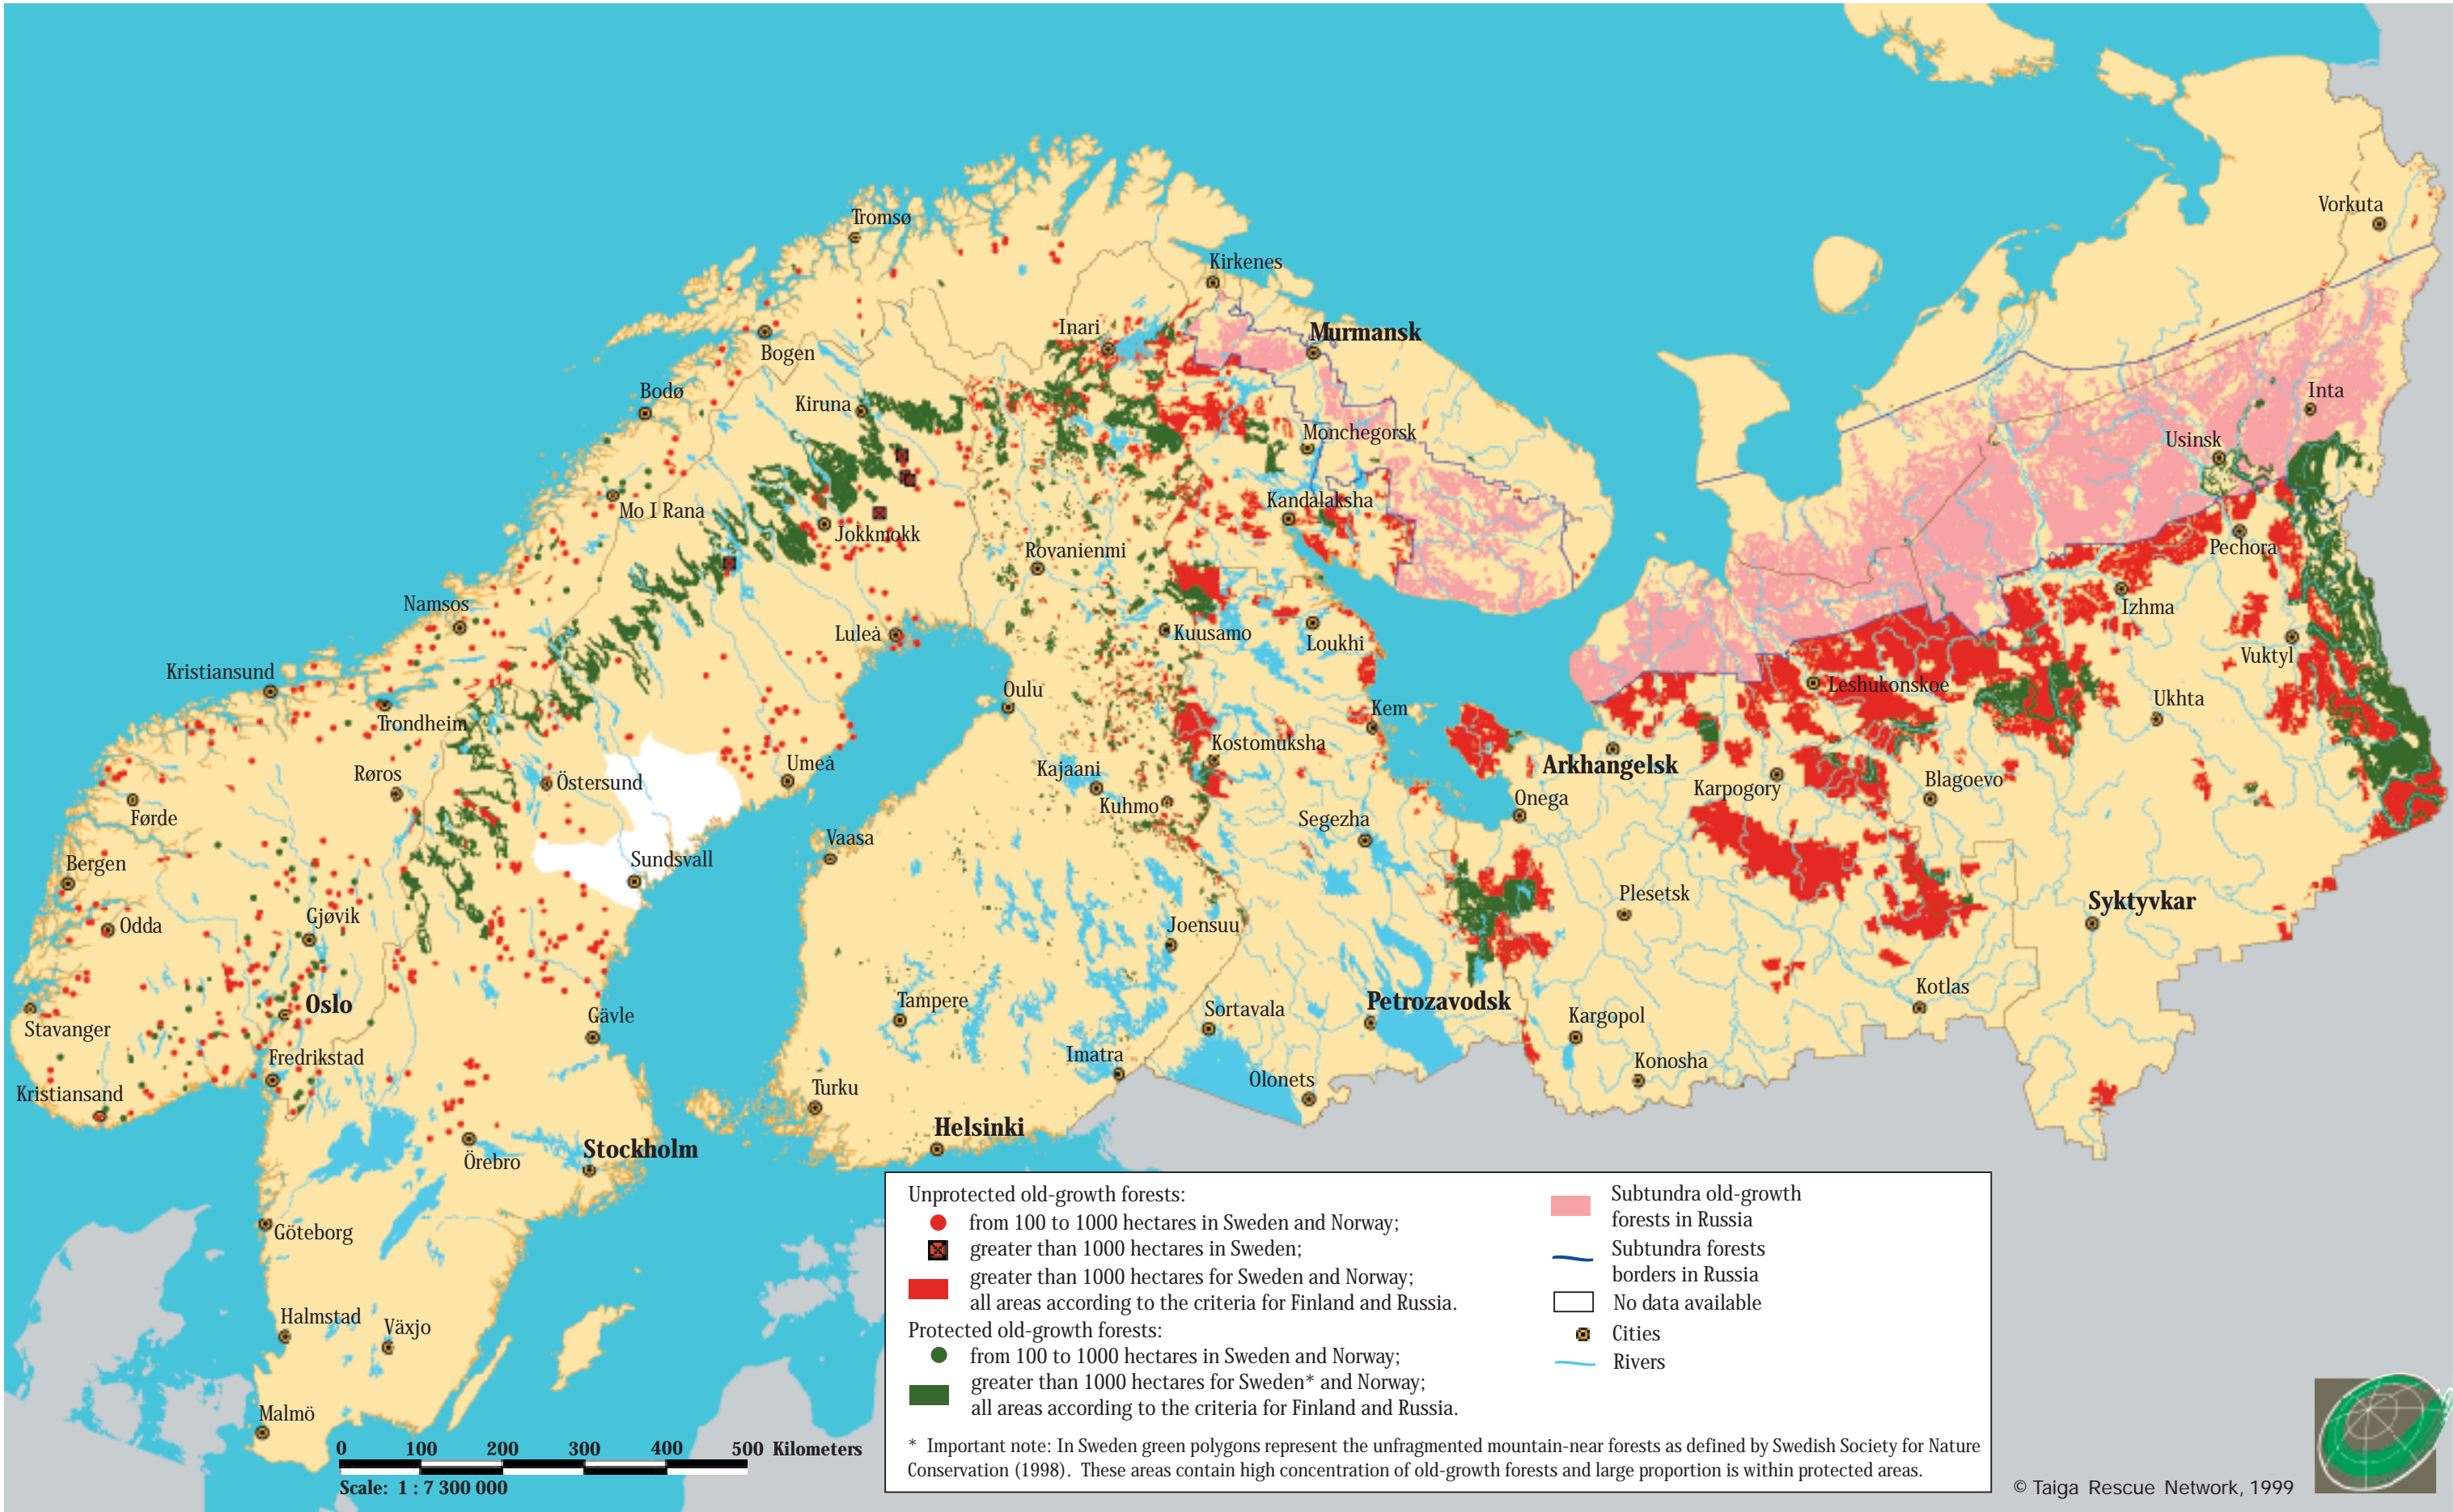 Vorkuta
Tromsø
Kirkenes
Inari
Murmansk
Bogen
Bodø
Kiruna
Inta
Monchegorsk
Usinsk
Kandalaksha
Mo I Rana
Jokkmokk
Rovanienmi
Pechora
Namsos
Izhma
Luleå
Kuusamo
Loukhi
Vuktyl
Kristiansund
Oulu
Leshukonskoe
Ukhta
Kem
Trondheim
Kostomuksha
Arkhangelsk
Umeå
Kajaani
Røros
Östersund
Karpogory
Blagoevo
Onega
Kuhmo
Førde
Segezha
Vaasa
Sundsvall
Bergen
Plesetsk
Syktyvkar
Gjøvik
Odda
Joensuu
Kotlas
Oslo
Tampere
Sortavala
Petrozavodsk
Stavanger
Gävle
Kargopol
Fredrikstad
Imatra
Konosha
Olonets
Kristiansand
Turku
Helsinki
Stockholm
Örebro
Göteborg
Halmstad
Växjo
Malmö
0 100 200 300 400 500 Kilometers
Scale: 1 : 7 300 000
Unprotected old-growth forests:
from 100 to 1000 hectares in Sweden and Norway;
greater than 1000 hectares in Sweden;
greater than 1000 hectares for Sweden and Norway;
all areas according to the criteria for Finland and Russia.
Protected old-growth forests:
from 100 to 1000 hectares in Sweden and Norway;
greater than 1000 hectares for Sweden* and Norway;
all areas according to the criteria for Finland and Russia.
Subtundra old-growth
forests in Russia
Subtundra forests
borders in Russia
No data available
Cities
Rivers
* Important note: In Sweden green polygons represent the unfragmented mountain-near forests as defined by Swedish Society for Nature
Conservation (1998). These areas contain high concentration of old-growth forests and large proportion is within protected areas.
© Taiga Rescue Network, 1999